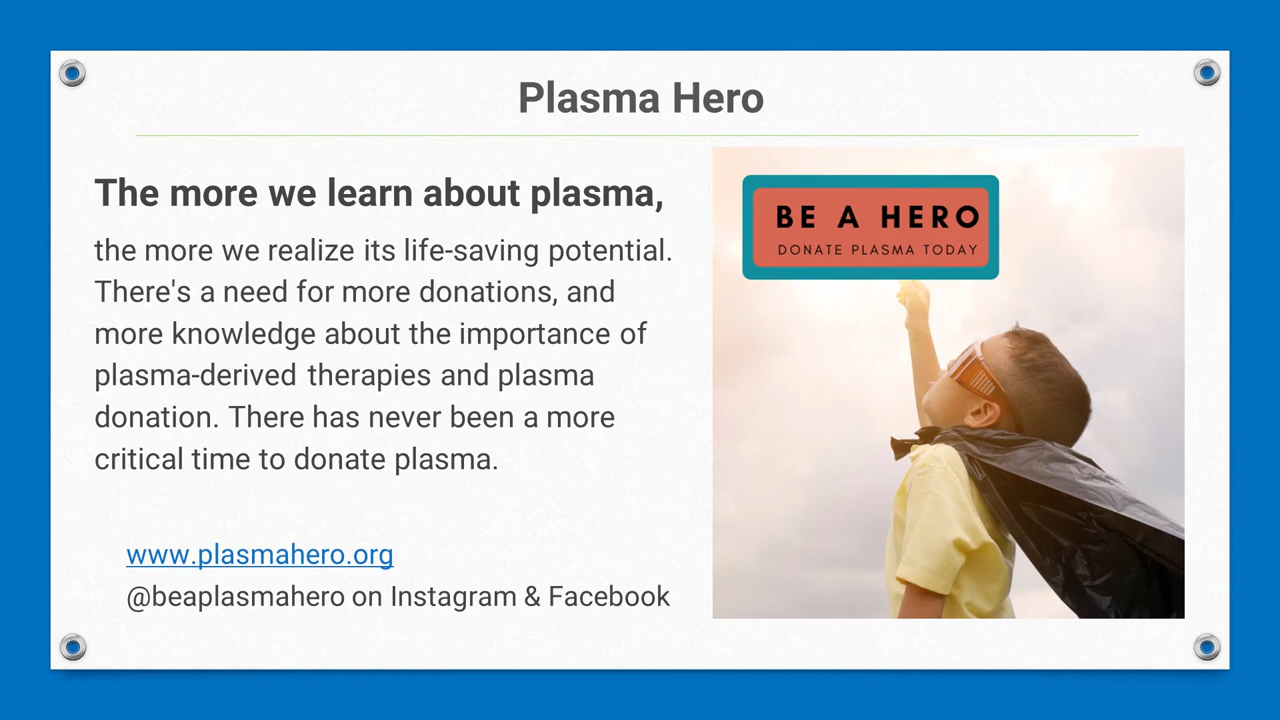 Plasma Hero
The more we learn about plasma,
the more we realize its life-saving potential.
There's a need for more donations, and
more knowledge about the importance of
plasma-derived therapies and plasma
donation. There has never been a more
critical time to donate plasma.
www.plasmahero.org
@beaplasmahero on Instagram & Facebook
BE A HERO
DONATE PLASMA TODAY